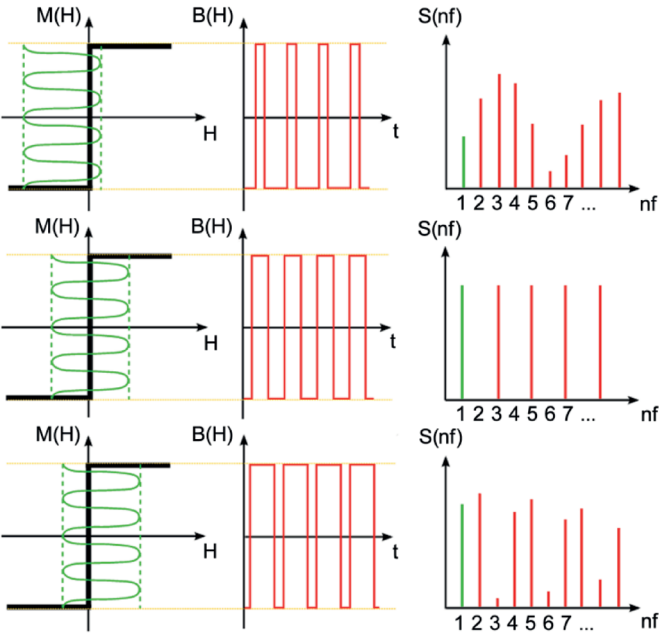 M(H) B(H) S(nf)
H t
1 2 3 4 5 6 7 ... nf
M(H) B(H) S(nf)
H t
1 2 3 4 5 6 7 ... nf
M(H) B(H) S(nf)
H t
1 2 3 4 5 6 7 ... nf